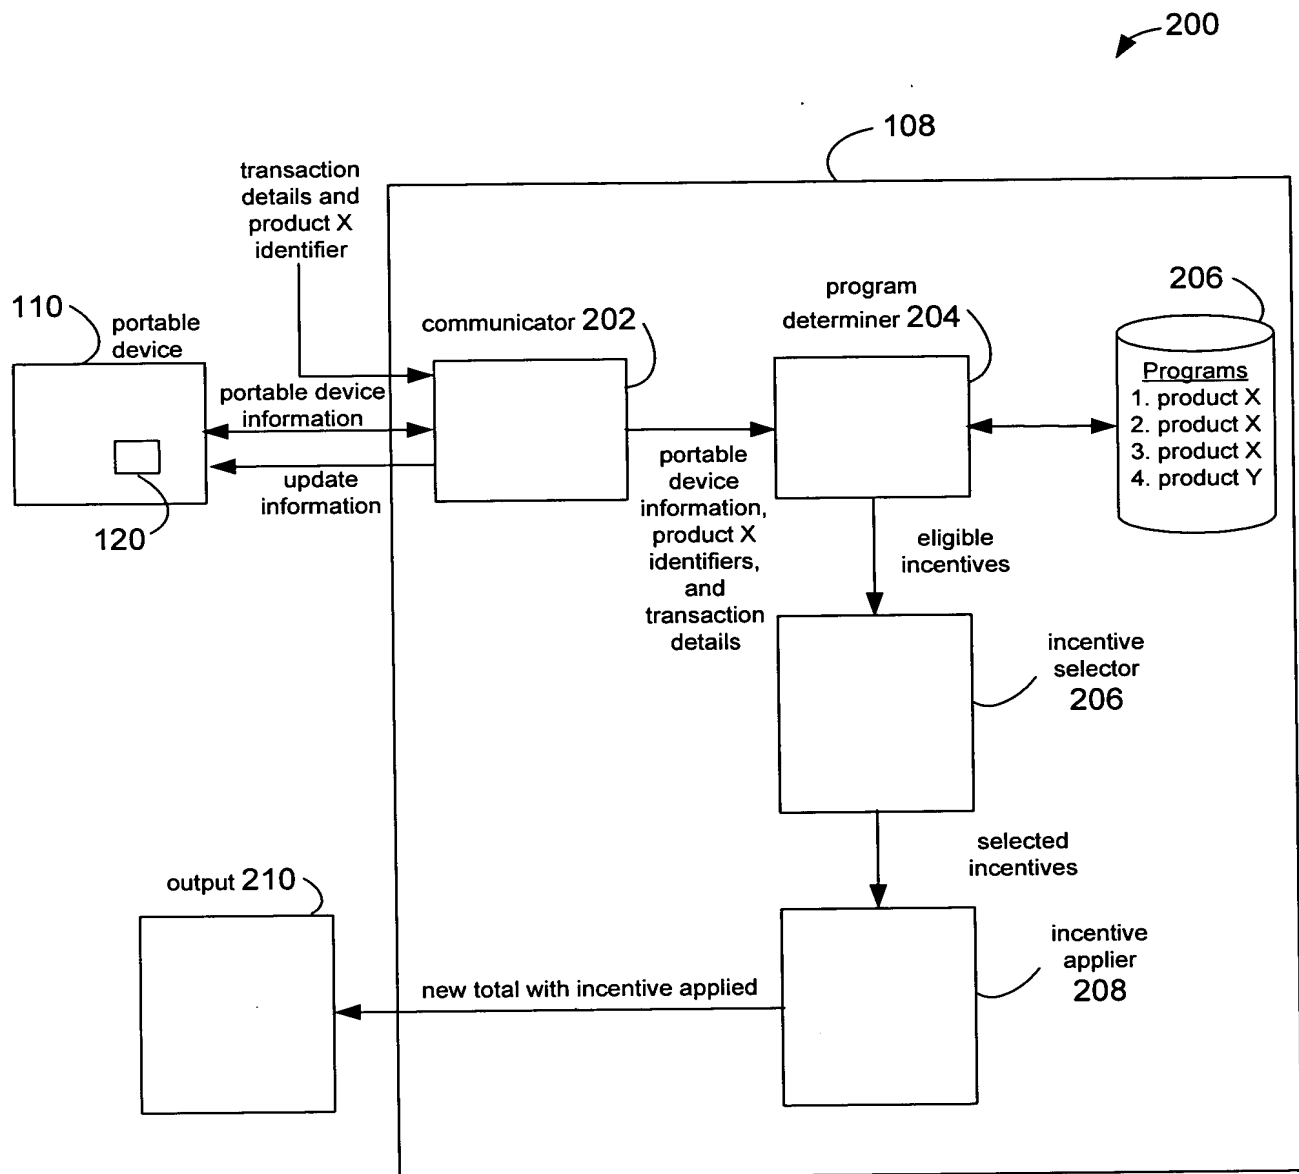 200
108
transaction
details and
product X
identifier
110
portable
device
communicator 202
program
determiner 204
206
Programs
1. product X
2. product X
3. product X
4. product Y
portable device
information
update
information
120
portable
device
information,
product X
identifiers,
and
transaction
details
eligible
incentives
incentive
selector
206
selected
incentives
output 210
incentive
applier
208
new total with incentive applied